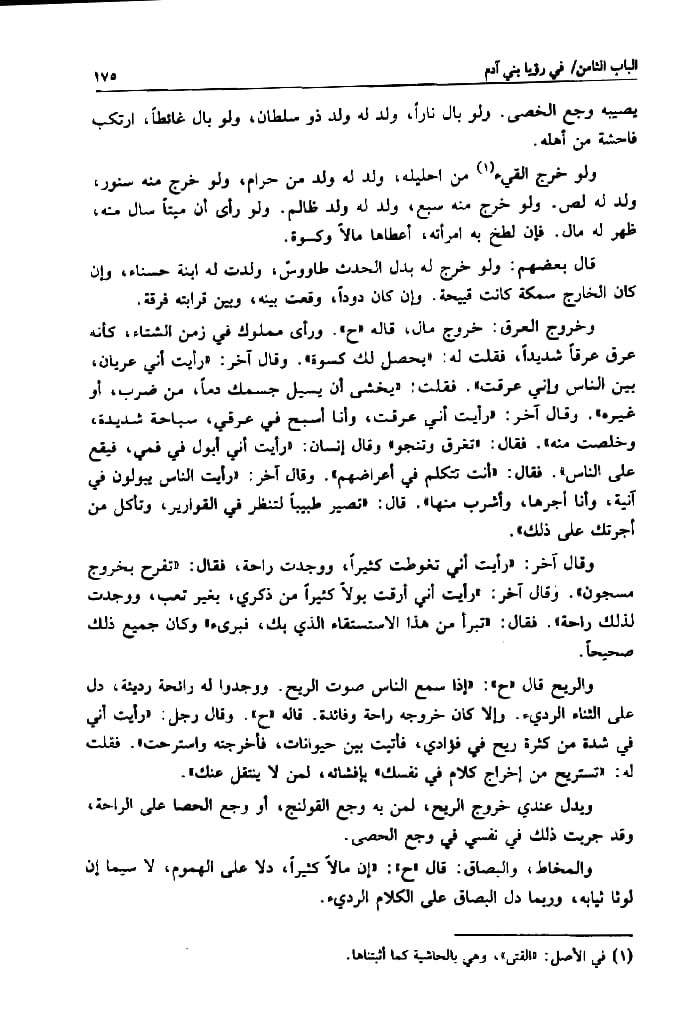 الباب الثامن/ في رؤيا بني آدم ١٧٥
يصيبه وجع الخصى. ولو بال ناراً، ولد له ولد ذو سلطان، ولو بال غائطاً، ارتكب
فاحشة من أهله.
ولو خرج القيء(١) من احليله، ولد له ولد من حرام، ولو خرج منه سنور،
ولد له لص. ولو خرج منه سبع، ولد له ولد ظالم. ولو رأى أن ميتاً سال منه،
ظهر له مال. فإن لطخ به امرأته، أعطاها مالاً وكسوة.
قال بعضهم: ولو خرج له بدل الحدث طاووسٌ، ولدت له ابنة حسناء، وإن
كان الخارج سمكة كانت قبيحة. وإن كان دوداً، وقعت بينه، وبين قرابته فرقة.
وخروج العرق: خروج مال، قاله «ح». ورأى مملوك في زمن الشتاء، كأنه
عرق عرقاً شديداً، فقلت له: «يحصل لك كسوة». وقال آخر: «رأيت أني عريان،
بين الناس وإني عرقت». فقلت: «يخشى أن يسيل جسمك دماً، من ضرب، أو
غيره». وقال آخر: «رأيت أني عرقت، وأنا أسبح في عرقي، سباحة شديدة،
وخلصت منه». فقال: «تغرق وتنجو» وقال إنسان: «رأيت أني أبول في فمي، فيقع
على الناس». فقال: «أنت تتكلم في أعراضهم». وقال آخر: «رأيت الناس يبولون في
آنية، وأنا أجرها، وأشرب منها». قال: «تصير طبيباً لتنظر في القوارير، وتأكل من
أجرتك على ذلك».
وقال آخر: «رأيت أني تغوطت كثيراً، ووجدت راحة، فقال: «تفرح بخروج
مسجون». وقال آخر: «رأيت أني أرقت بولاً كثيراً من ذكري، بغير تعب، ووجدت
لذلك راحة». فقال: «تبرأ من هذا الاستسقاء الذي بك، فبرىء» وكان جميع ذلك
صحيحاً.
والريح قال «ح»: «إذا سمع الناس صوت الريح. ووجدوا له رائحة رديئة، دل
على الثناء الرديء. وإلا كان خروجه راحة وفائدة. قاله «ح». وقال رجل: «رأيت أني
في شدة من كثرة ريح في فؤادي، فأتيت بين حيوانات، فأخرجته واسترحت». فقلت
له: «تستريح من إخراج كلام في نفسك» بإفشائه، لمن لا ينتقل عنك».
ويدل عندي خروج الريح، لمن به وجع القولنج، أو وجع الحصا على الراحة،
وقد جربت ذلك في نفسي في وجع الحصى.
والمخاط، والبصاق: قال «ح»: «إن مالاً كثيراً، دلا على الهموم، لا سيما إن
لوثا ثيابه، وربما دل البصاق على الكلام الرديء.
(١) في الأصل: «القتى»، وهي بالحاشية كما أثبتناها.